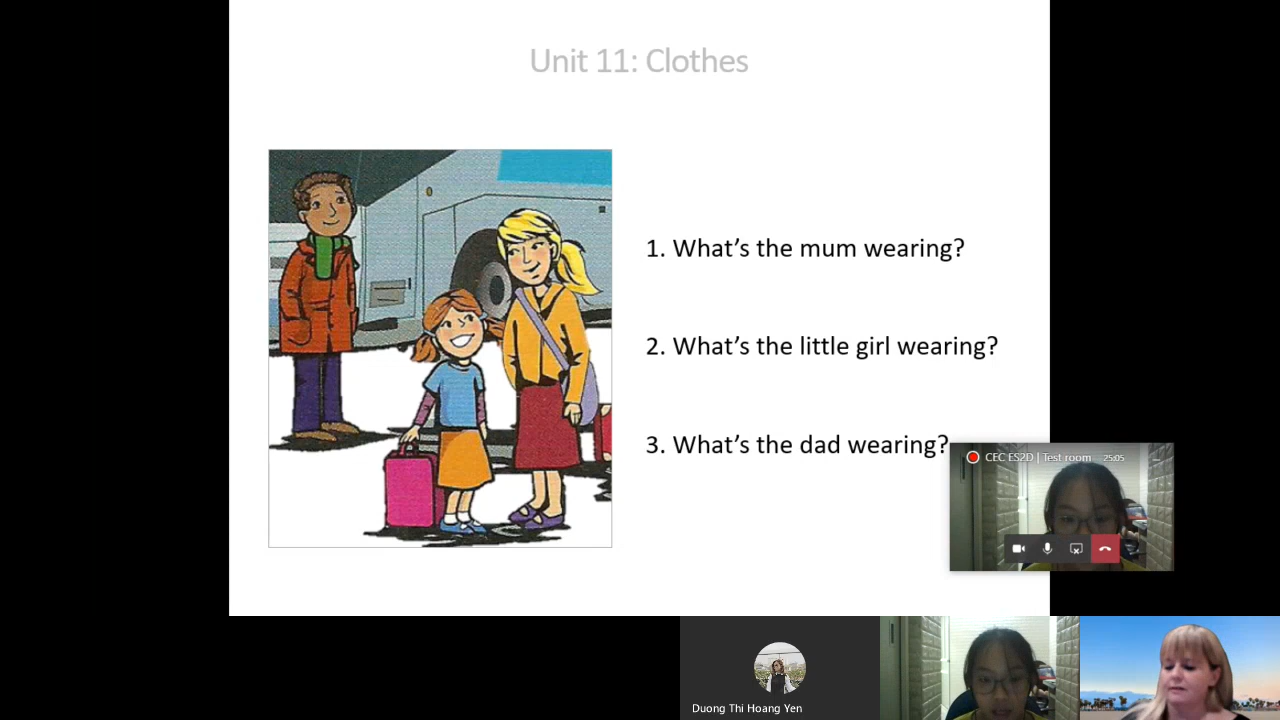 Unit 11: Clothes
1. What's the mum wearing?
2. What's the little girl wearing?
3. What's the dad wearing?
CEC ES2D | Test room 25:05
Duong Thi Hoang Yen